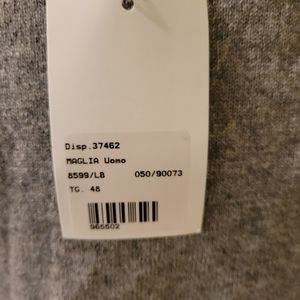 Disp.37462
MAGLIA Uomo
8599/LB 050/90073
TG. 48
965502